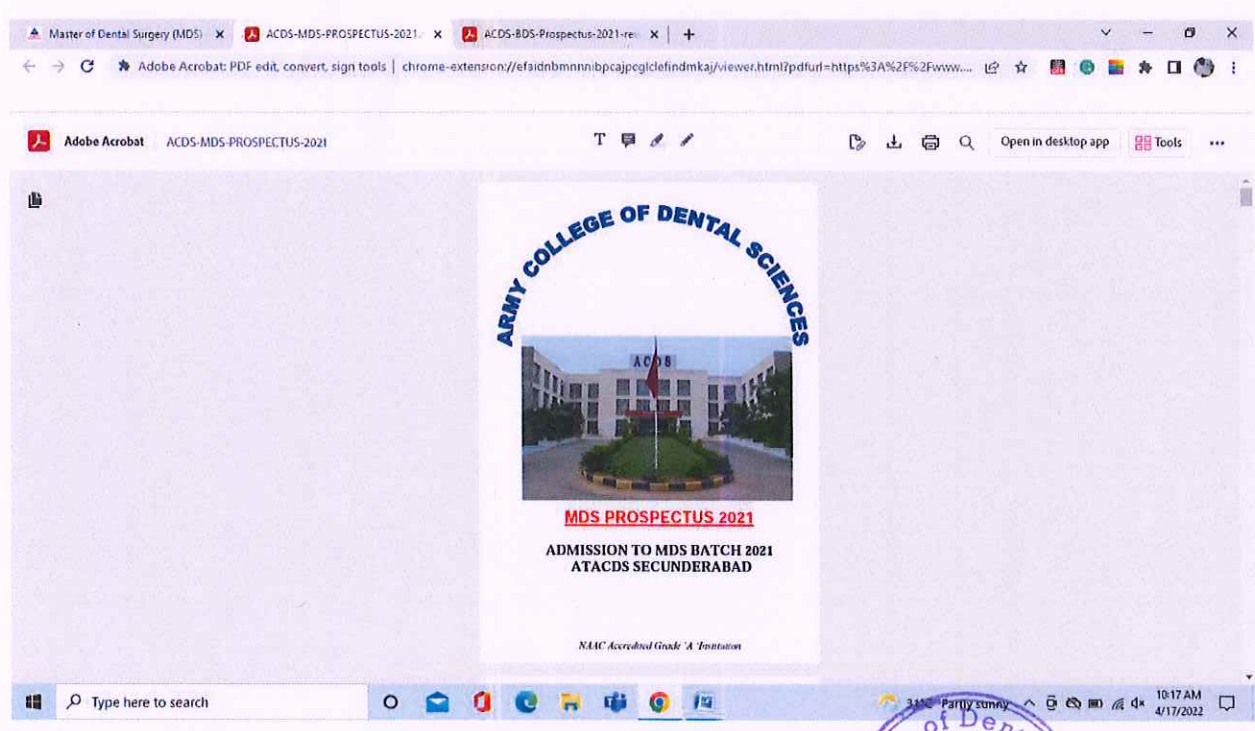 Master of Dental Surgery (MDS)
ACDS-MDS-PROSPECTUS-2021.
ACDS-BDS-Prospectus-2021-re
Adobe Acrobat: PDF edit, convert, sign tools | chrome-extension://efaidnbmnnnibpcajpcglclefindmkaj/viewer.html?pdfurl=https%3A%2F%2Fwww....
Adobe Acrobat ACDS-MDS-PROSPECTUS-2021
Open in desktop app
Tools
ARMY COLLEGE OF DENTAL SCIENCES
ACDS
MDS PROSPECTUS 2021
ADMISSION TO MDS BATCH 2021
ATACDS SECUNDERABAD
NAAC Accredited Grade 'A 'Institution
Type here to search
31°C Partly sunny
10:17 AM
4/17/2022
of Den